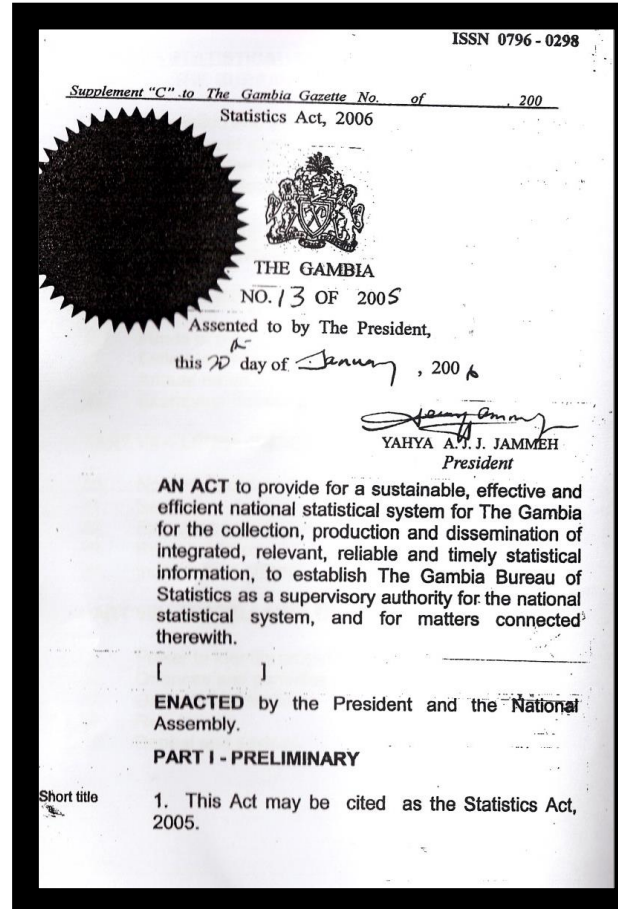 ISSN 0796 - 0298
Supplement "C" to The Gambia Gazette No. of , 200
Statistics Act, 2006
THE GAMBIA
NO. 13 OF 2005
Assented to by The President,
this 20th day of January , 2006
YAHYA A. J. J. JAMMEH
President
AN ACT to provide for a sustainable, effective and
efficient national statistical system for The Gambia
for the collection, production and dissemination of
integrated, relevant, reliable and timely statistical
information, to establish The Gambia Bureau of
Statistics as a supervisory authority for the national
statistical system, and for matters connected
therewith.
[ ]
ENACTED by the President and the National
Assembly.
PART I - PRELIMINARY
Short title
1. This Act may be cited as the Statistics Act,
2005.